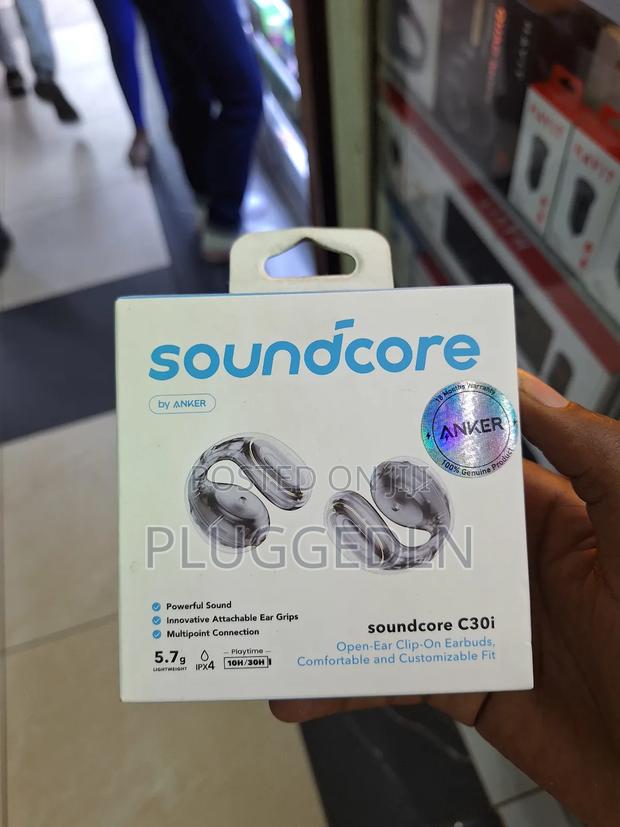 soundcore
by ANKER
18 Months Warranty
ANKER
100% Genuine Product
POSTED ON JIJI
PLUGGED.LN
Powerful Sound
Innovative Attachable Ear Grips
Multipoint Connection
5.7g
LIGHTWEIGHT
IPX4
Playtime
10H/30H
soundcore C30i
Open-Ear Clip-On Earbuds,
Comfortable and Customizable Fit